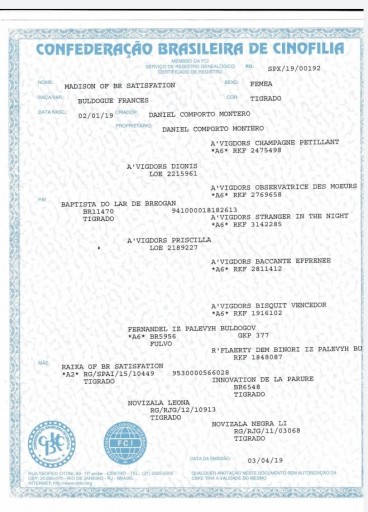 CONFEDERAÇÃO BRASILEIRA DE CINOFILIA
MEMBRO DA FCI
SERVIÇO DE REGISTRO GENEALÓGICO
CERTIFICADO DE REGISTRO
RG: SPX/19/00192
NOME: MADISON OF BR SATISFATION
SEXO: FEMEA
RAÇA/VAR: BULDOGUE FRANCES
COR: TIGRADO
DATA NASC.: 02/01/19
CRIADOR: DANIEL COMPORTO MONTERO
PROPRIETÁRIO: DANIEL COMPORTO MONTERO
A'VIGDORS CHAMPAGNE PETILLANT
*A6* RKF 2475498
A'VIGDORS DIONIS
LOE 2215961
A'VIGDORS OBSERVATRICE DES MOEURS
*A6* RKF 2769658
PAI:
BAPTISTA DO LAR DE BREOGAN
BR11470 941000018182613
TIGRADO
A'VIGDORS STRANGER IN THE NIGHT
*A6* RKF 3142285
A'VIGDORS PRISCILLA
LOE 2189227
A'VIGDORS BACCANTE EFFRENEE
*A6* RKF 2811412
A'VIGDORS BISQUIT VENCEDOR
*A6* RKF 1916102
FERNANDEL IZ PALEVYH BULDOGOV
*A6* BR5956 GKP 377
FULVO
R'FLAERTY DEM BINORI IZ PALEVYH BU
RKF 1848087
MÃE:
RAIKA OF BR SATISFATION
*A2* RG/SPAI/15/10449 9530000566028
TIGRADO
INNOVATION DE LA PARURE
BR6548
TIGRADO
NOVIZALA LEONA
RG/RJG/12/10913
TIGRADO
NOVIZALA NEGRA LI
RG/RJG/11/03068
TIGRADO
CBKC
FCI
DATA DA EMISSÃO: 03/04/19
QUALQUER ANOTAÇÃO NESTE DOCUMENTO SEM AUTORIZAÇÃO DA
CBKC TIRA A VALIDADE DO MESMO